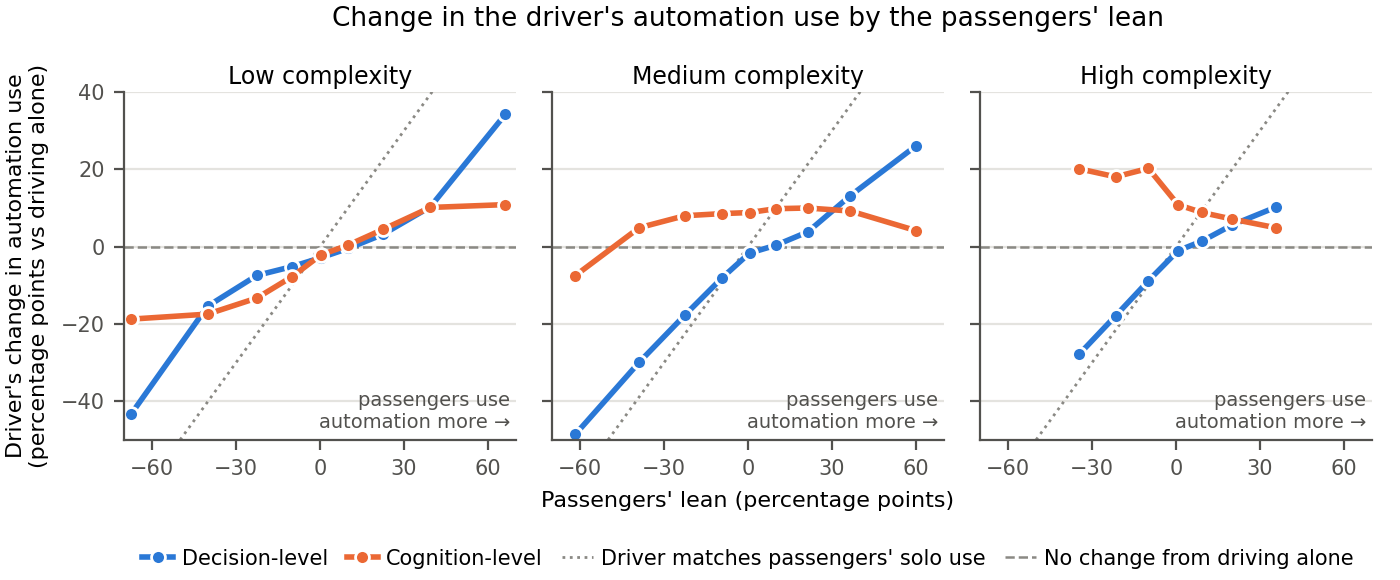 Change in the driver's automation use by the passengers' lean
Driver's change in automation use
(percentage points vs driving alone)
Low complexity
Medium complexity
High complexity
40
20
0
−20
−40
passengers use
automation more →
passengers use
automation more →
passengers use
automation more →
−60 −30 0 30 60
−60 −30 0 30 60
−60 −30 0 30 60
Passengers' lean (percentage points)
Decision-level
Cognition-level
Driver matches passengers' solo use
No change from driving alone